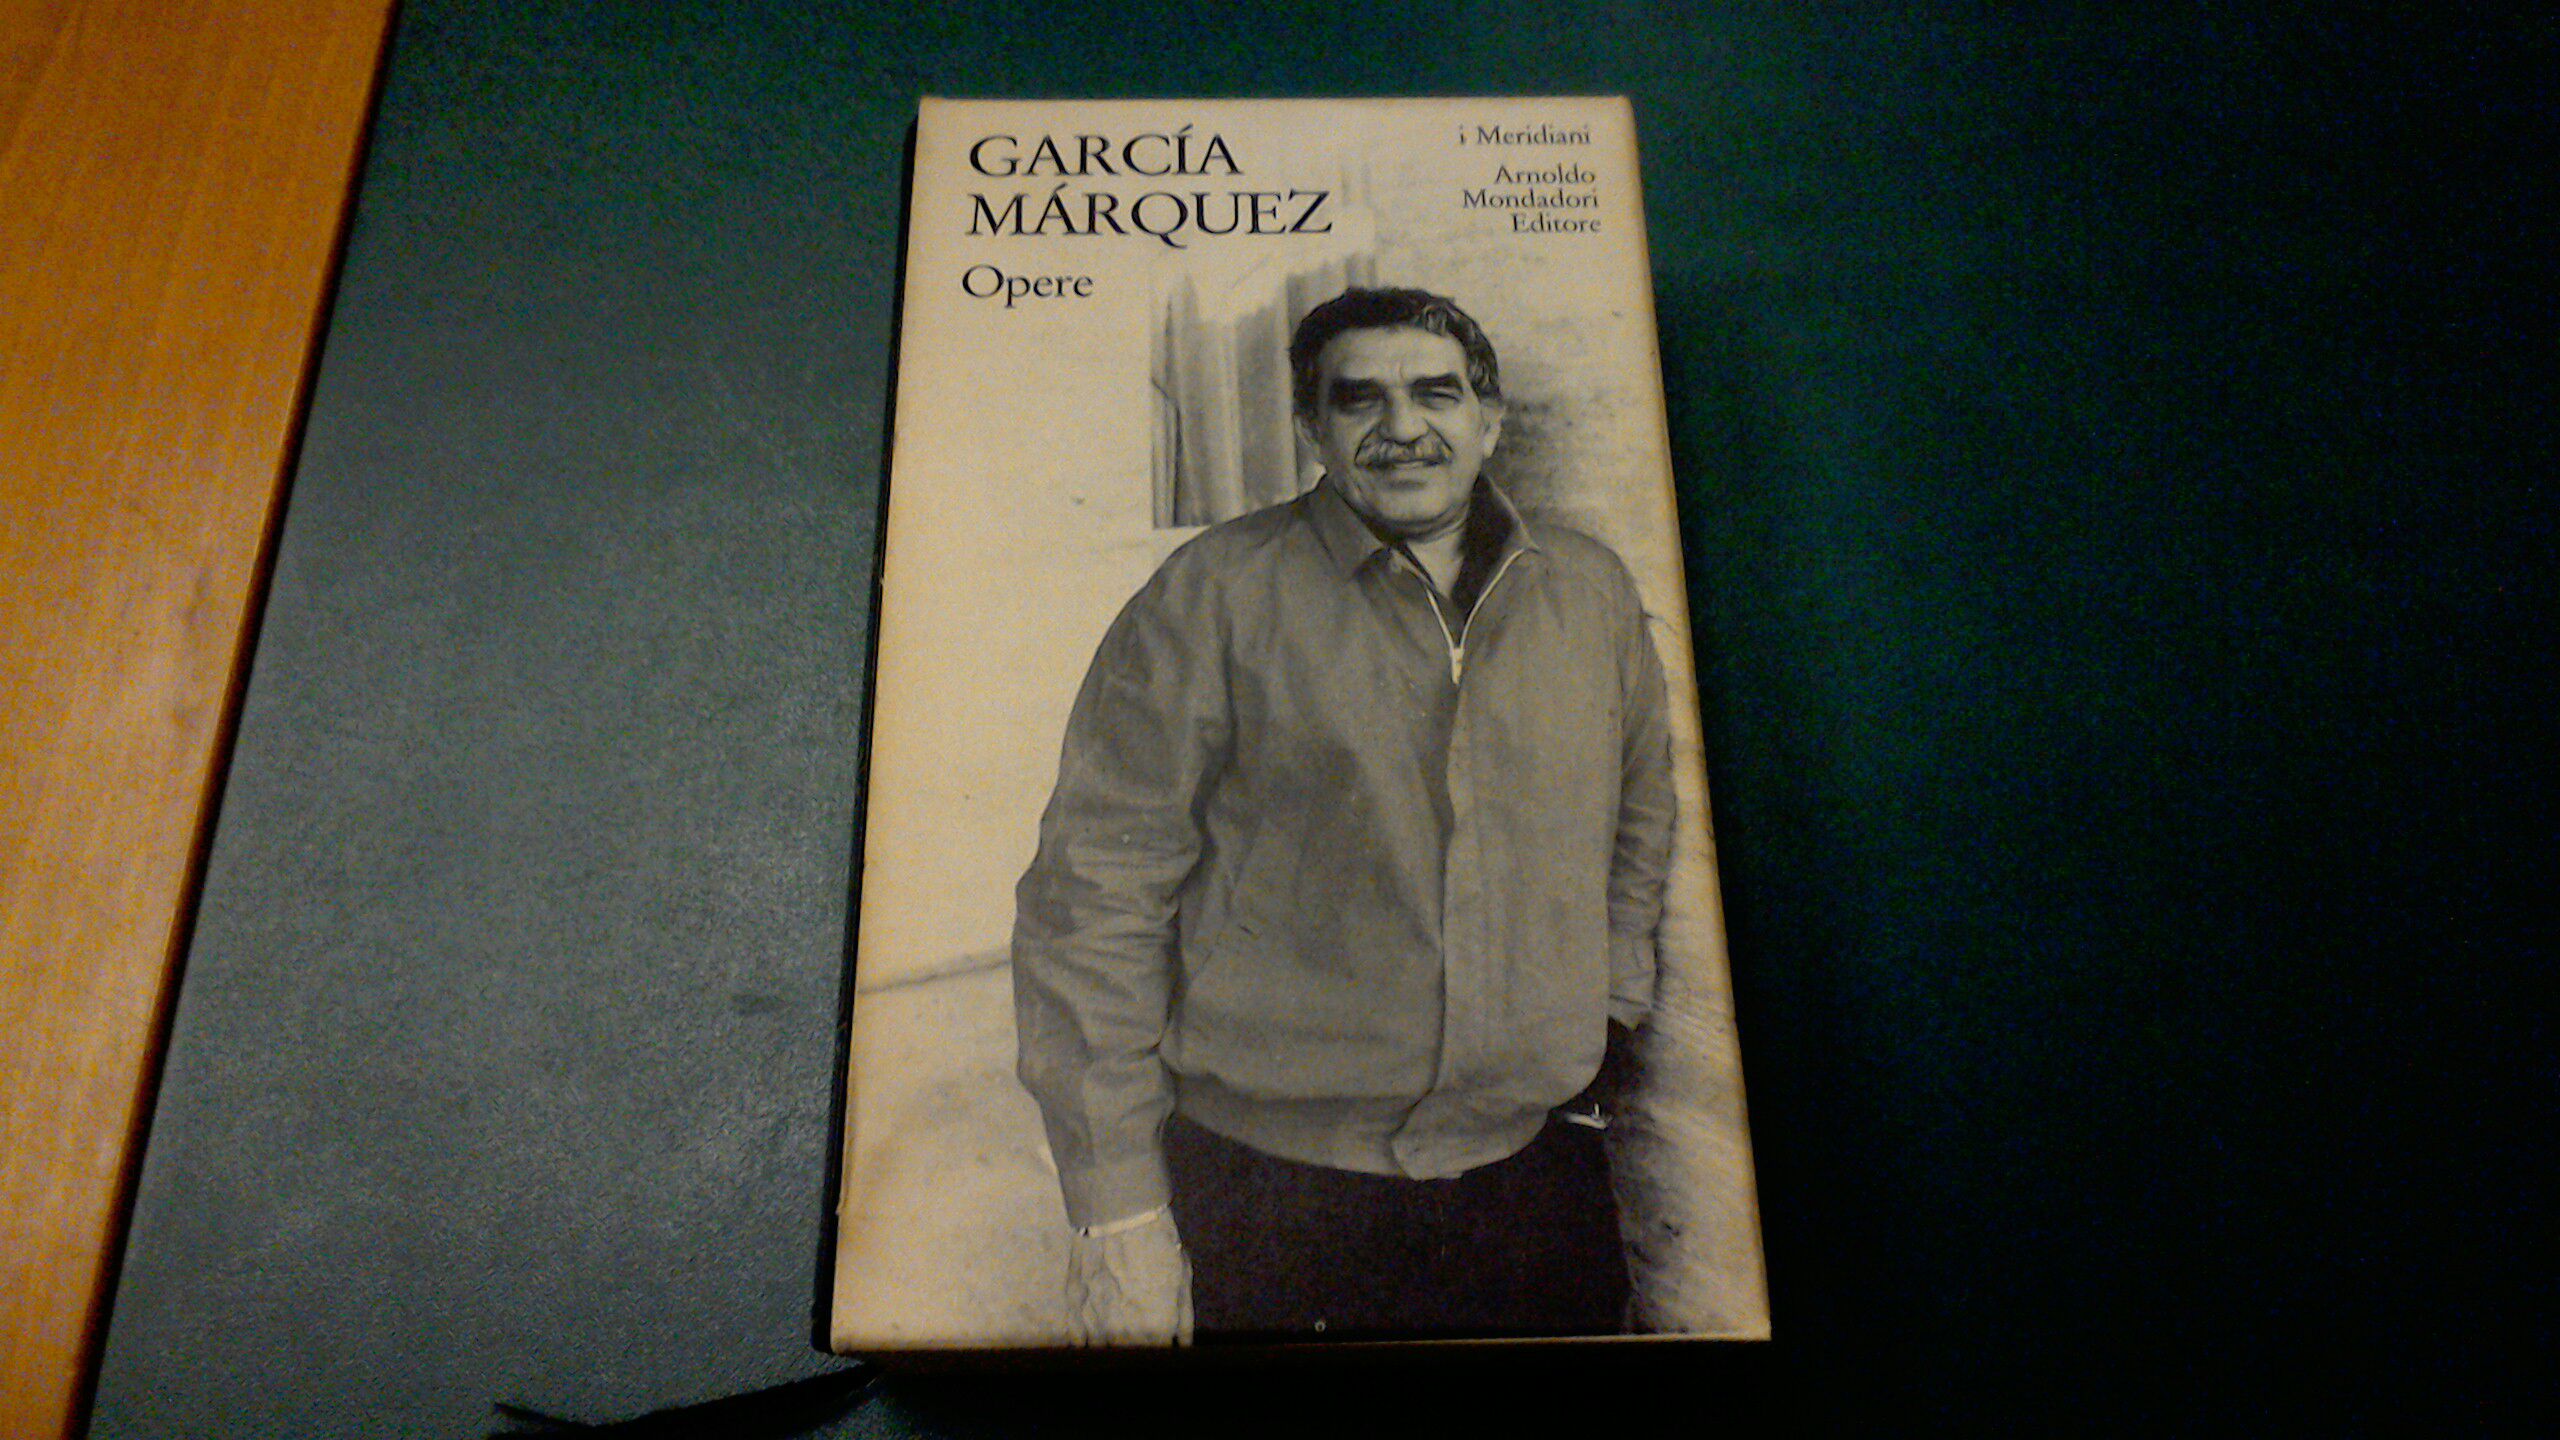 GARCÍA
MÁRQUEZ
Opere
i Meridiani
Arnoldo
Mondadori
Editore